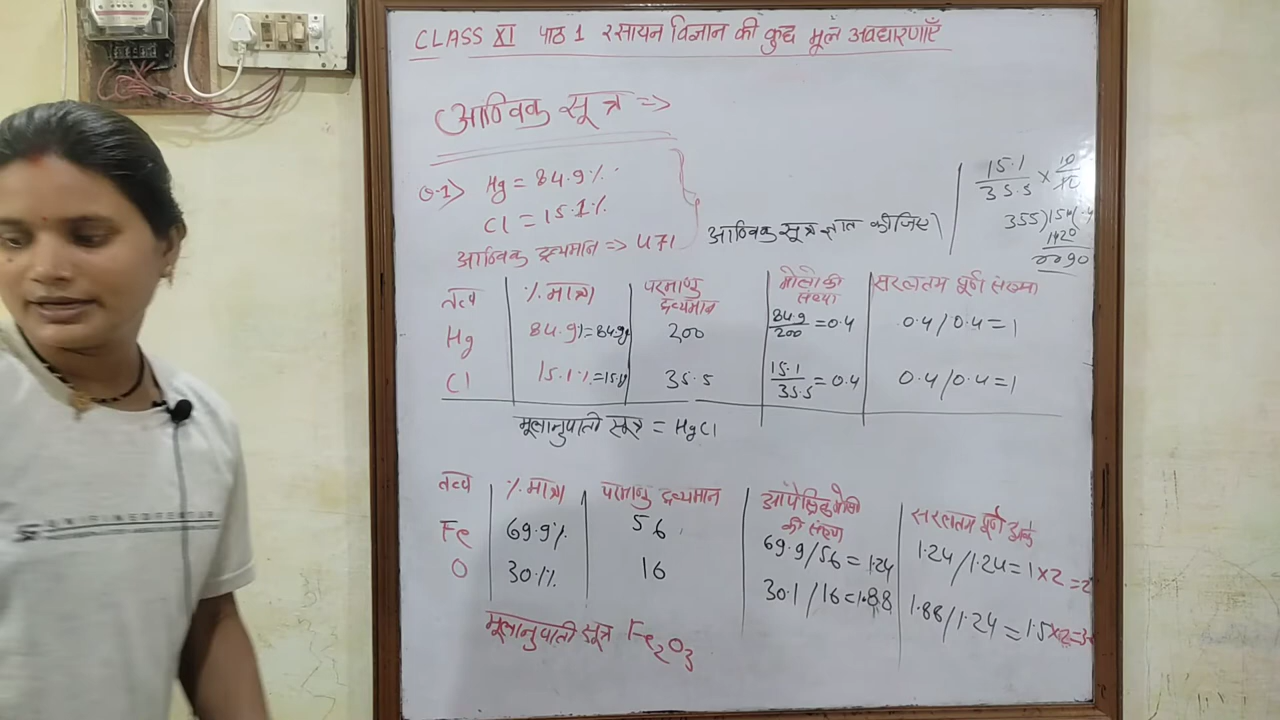 CLASS XI पाठ 1 रसायन विज्ञान की कुछ मूल अवधारणाएँ
आण्विक सूत्र =>
Q.1> Hg = 84.9%
Cl = 15.1%
आण्विक द्रव्यमान => 471
आण्विक सूत्र ज्ञात कीजिए।
15.1/35.5 × 10/10
355)151(.4
1420
0090
तत्व | % मात्रा | परमाणु द्रव्यमान | मोलो की संख्या | सरलतम पूर्ण संख्या
Hg | 84.9% = 84.9g | 200 | 84.9/200 = 0.4 | 0.4/0.4 = 1
Cl | 15.1% = 15.1g | 35.5 | 15.1/35.5 = 0.4 | 0.4/0.4 = 1
मूलानुपाती सूत्र = HgCl
तत्व | % मात्रा | परमाणु द्रव्यमान | की संख्या | सरलतम पूर्ण
Fe | 69.9% | 56 | 69.9/56 = 1.24 | 1.24/1.24 = 1×2 = 2
O | 30.1% | 16 | 30.1/16 = 1.88 | 1.88/1.24 = 1.5×2 = 3
मूलानुपाती सूत्र Fe₂O₃